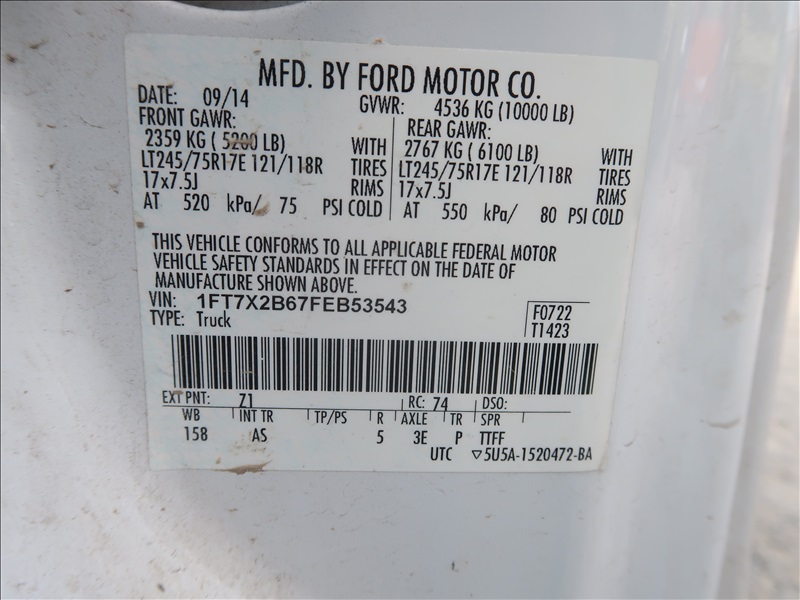 MFD. BY FORD MOTOR CO.
DATE: 09/14 GVWR: 4536 KG (10000 LB)
FRONT GAWR: REAR GAWR:
2359 KG ( 5200 LB) WITH 2767 KG ( 6100 LB) WITH
LT245/75R17E 121/118R TIRES LT245/75R17E 121/118R TIRES
17x7.5J RIMS 17x7.5J RIMS
AT 520 kPa/ 75 PSI COLD AT 550 kPa/ 80 PSI COLD
THIS VEHICLE CONFORMS TO ALL APPLICABLE FEDERAL MOTOR
VEHICLE SAFETY STANDARDS IN EFFECT ON THE DATE OF
MANUFACTURE SHOWN ABOVE.
VIN: 1FT7X2B67FEB53543
TYPE: Truck
F0722
T1423
EXT PNT: Z1 RC: 74 DSO:
WB INT TR TP/PS R AXLE TR SPR
158 AS 5 3E P TTFF
UTC ▽5U5A-1520472-BA